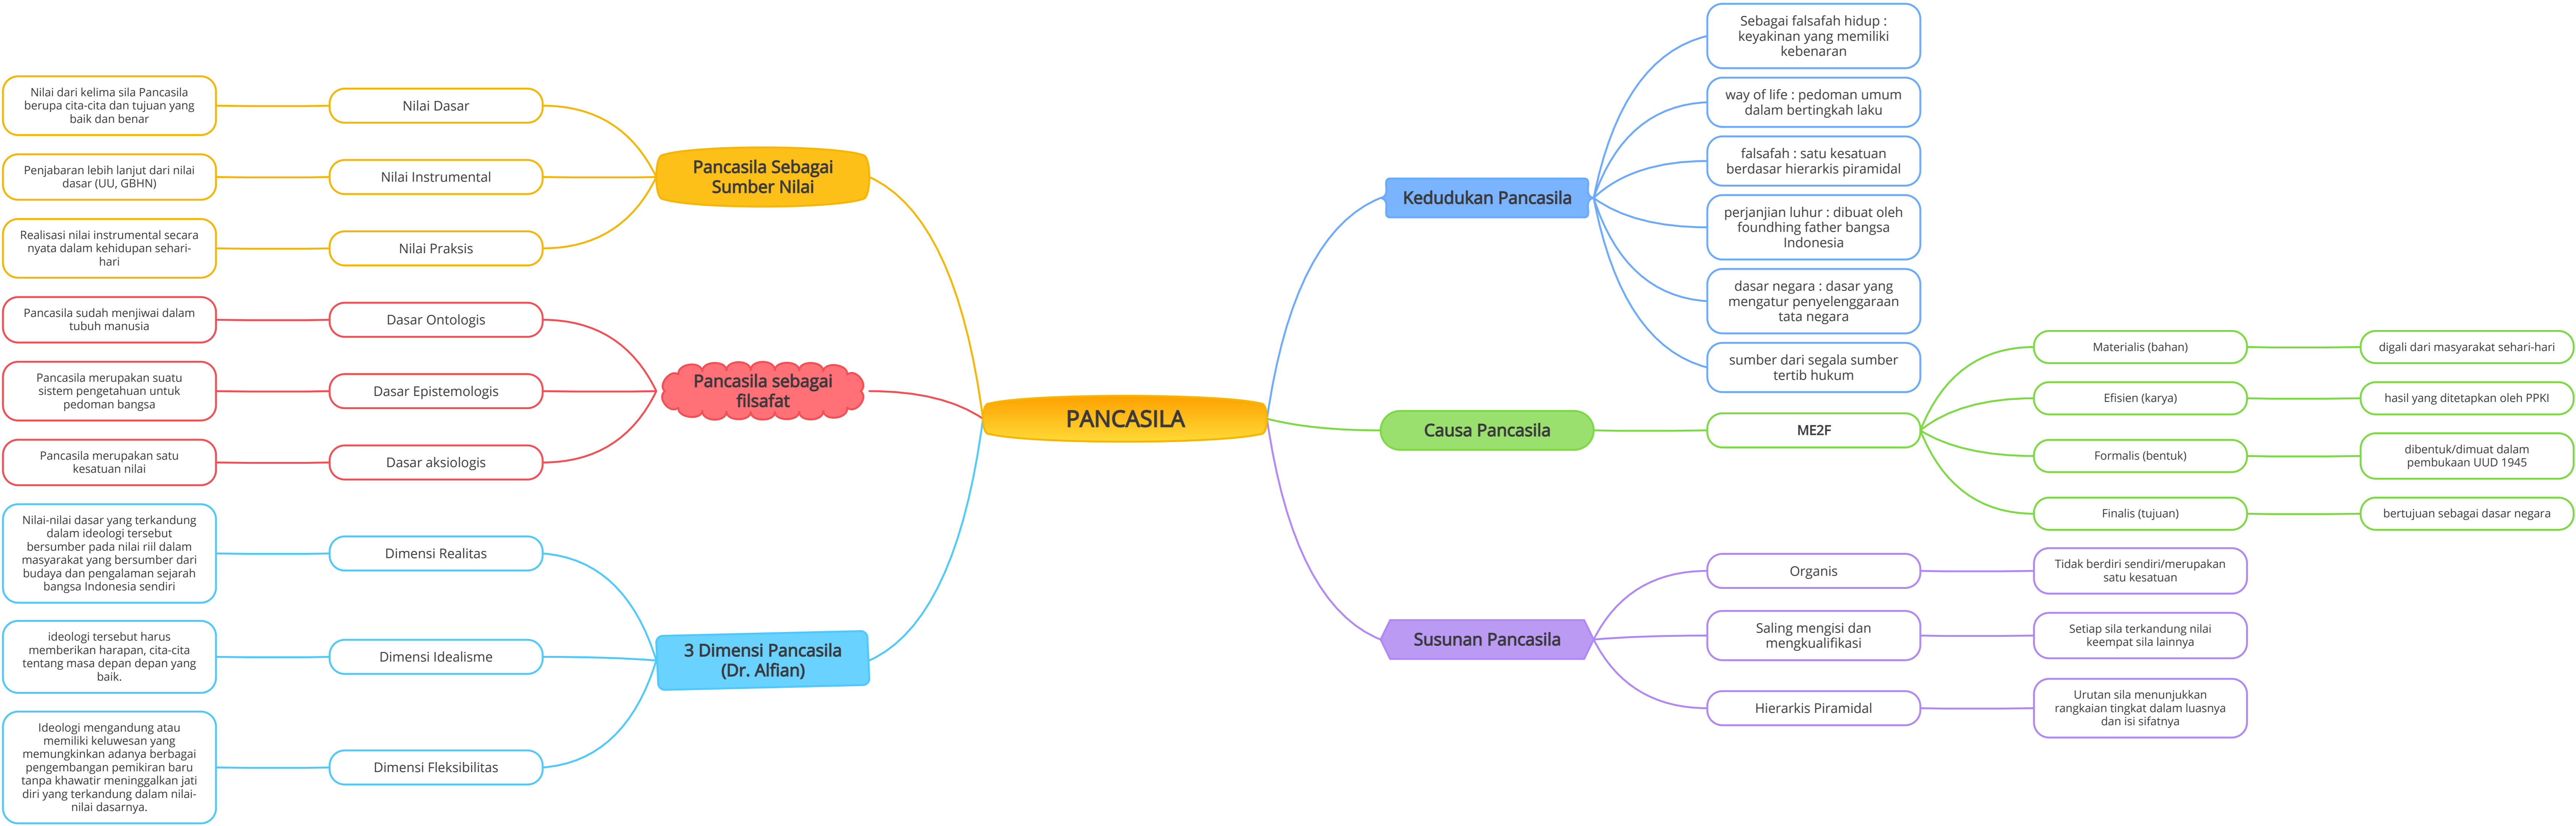 PANCASILA
Pancasila Sebagai
Sumber Nilai
Nilai Dasar
Nilai dari kelima sila Pancasila
berupa cita-cita dan tujuan yang
baik dan benar
Nilai Instrumental
Penjabaran lebih lanjut dari nilai
dasar (UU, GBHN)
Nilai Praksis
Realisasi nilai instrumental secara
nyata dalam kehidupan sehari-
hari
Pancasila sebagai
filsafat
Dasar Ontologis
Pancasila sudah menjiwai dalam
tubuh manusia
Dasar Epistemologis
Pancasila merupakan suatu
sistem pengetahuan untuk
pedoman bangsa
Dasar aksiologis
Pancasila merupakan satu
kesatuan nilai
3 Dimensi Pancasila
(Dr. Alfian)
Dimensi Realitas
Nilai-nilai dasar yang terkandung
dalam ideologi tersebut
bersumber pada nilai riil dalam
masyarakat yang bersumber dari
budaya dan pengalaman sejarah
bangsa Indonesia sendiri
Dimensi Idealisme
ideologi tersebut harus
memberikan harapan, cita-cita
tentang masa depan depan yang
baik.
Dimensi Fleksibilitas
Ideologi mengandung atau
memiliki keluwesan yang
memungkinkan adanya berbagai
pengembangan pemikiran baru
tanpa khawatir meninggalkan jati
diri yang terkandung dalam nilai-
nilai dasarnya.
Kedudukan Pancasila
Sebagai falsafah hidup :
keyakinan yang memiliki
kebenaran
way of life : pedoman umum
dalam bertingkah laku
falsafah : satu kesatuan
berdasar hierarkis piramidal
perjanjian luhur : dibuat oleh
foundhing father bangsa
Indonesia
dasar negara : dasar yang
mengatur penyelenggaraan
tata negara
sumber dari segala sumber
tertib hukum
Causa Pancasila
ME2F
Materialis (bahan)
digali dari masyarakat sehari-hari
Efisien (karya)
hasil yang ditetapkan oleh PPKI
Formalis (bentuk)
dibentuk/dimuat dalam
pembukaan UUD 1945
Finalis (tujuan)
bertujuan sebagai dasar negara
Susunan Pancasila
Organis
Tidak berdiri sendiri/merupakan
satu kesatuan
Saling mengisi dan
mengkualifikasi
Setiap sila terkandung nilai
keempat sila lainnya
Hierarkis Piramidal
Urutan sila menunjukkan
rangkaian tingkat dalam luasnya
dan isi sifatnya